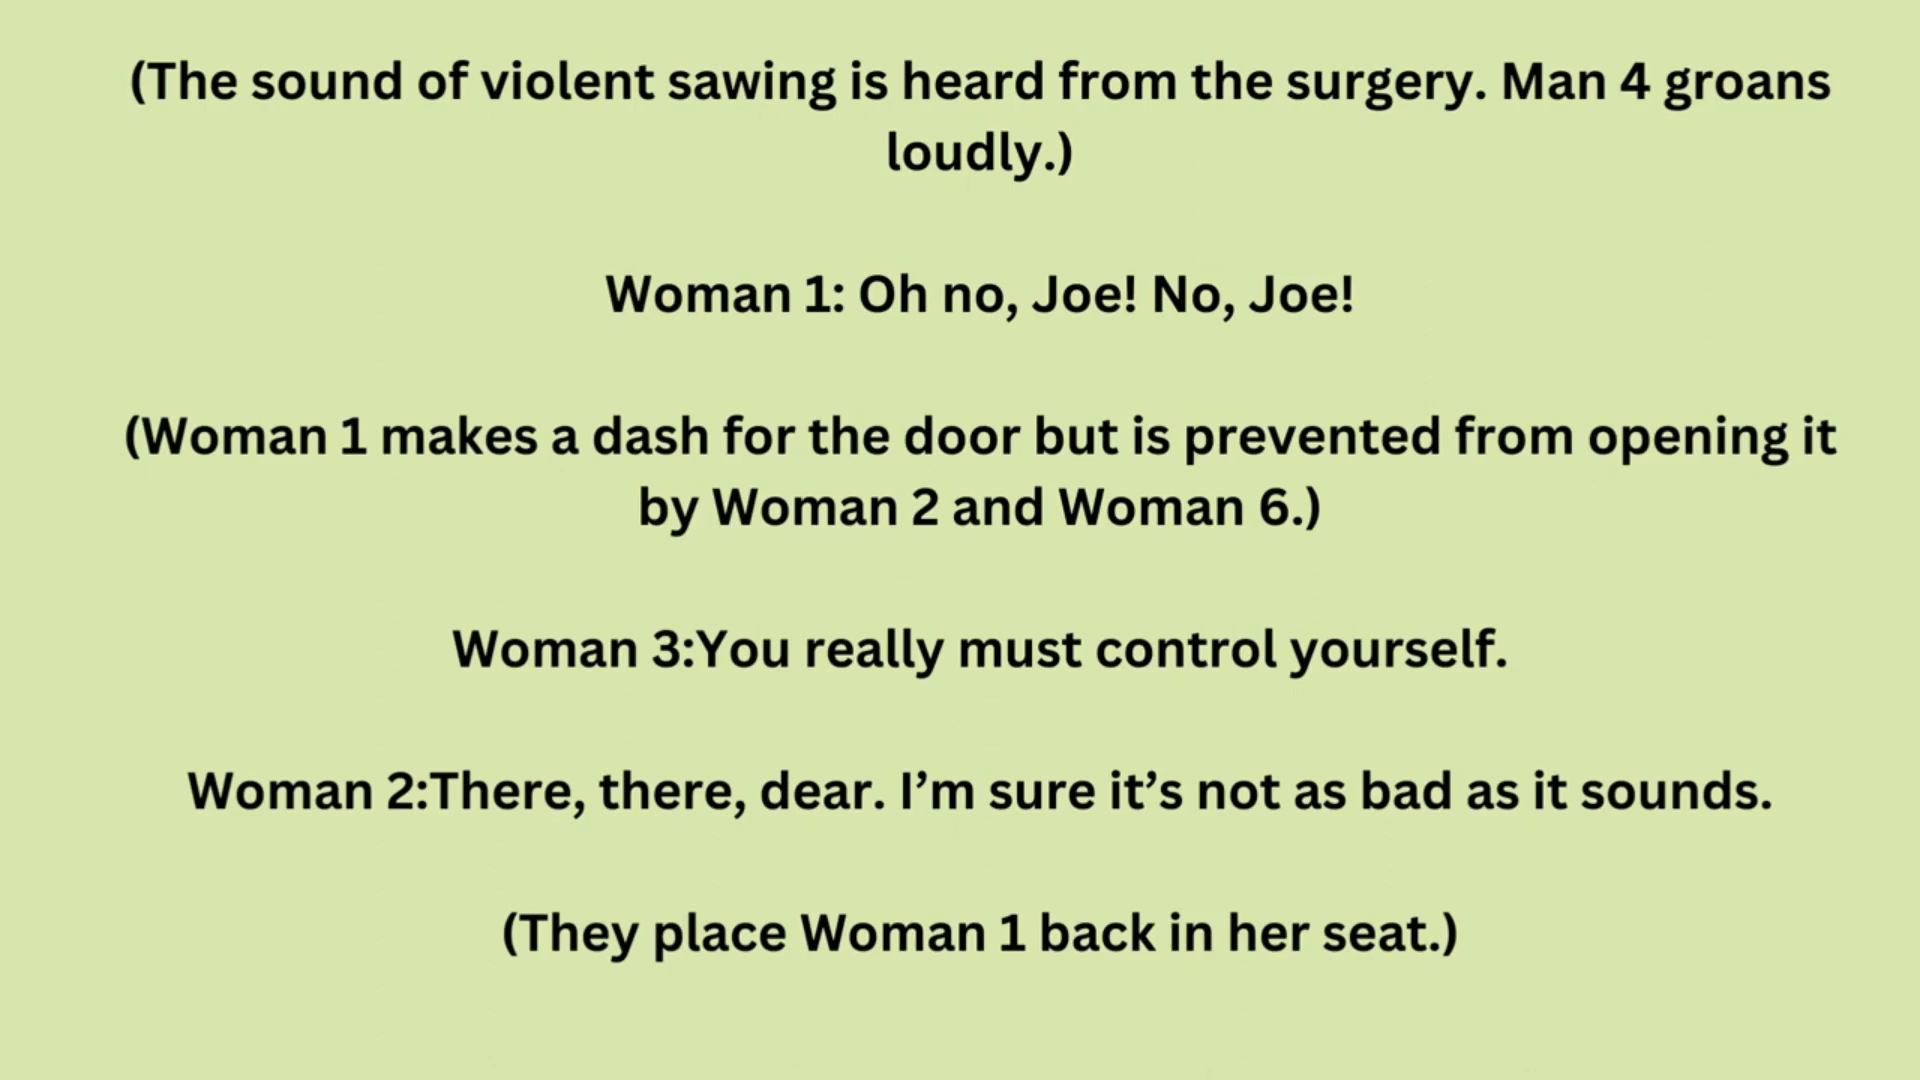 (The sound of violent sawing is heard from the surgery. Man 4 groans
loudly.)
Woman 1: Oh no, Joe! No, Joe!
(Woman 1 makes a dash for the door but is prevented from opening it
by Woman 2 and Woman 6.)
Woman 3:You really must control yourself.
Woman 2:There, there, dear. I’m sure it’s not as bad as it sounds.
(They place Woman 1 back in her seat.)